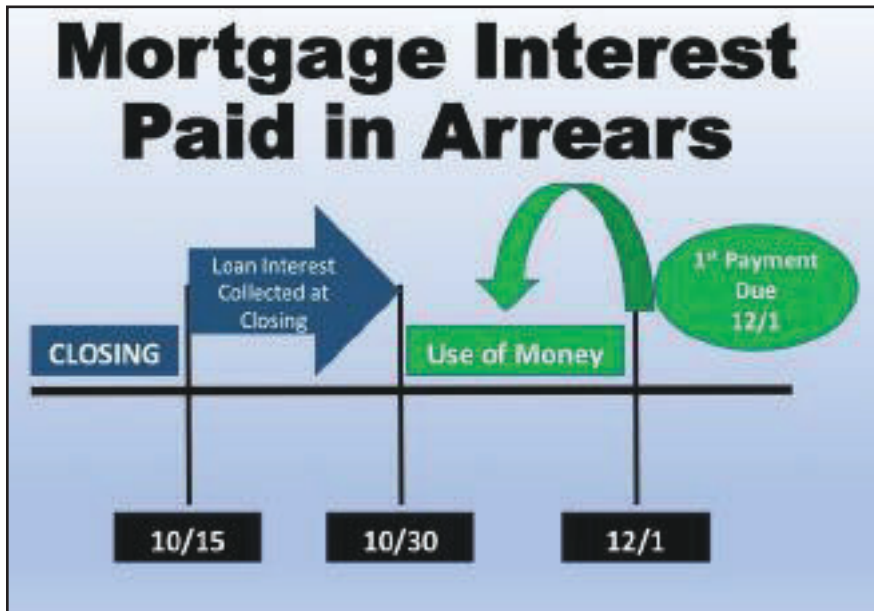 Mortgage Interest
Paid in Arrears
Loan Interest
Collected at
Closing
1st Payment
Due
12/1
CLOSING
Use of Money
10/15
10/30
12/1